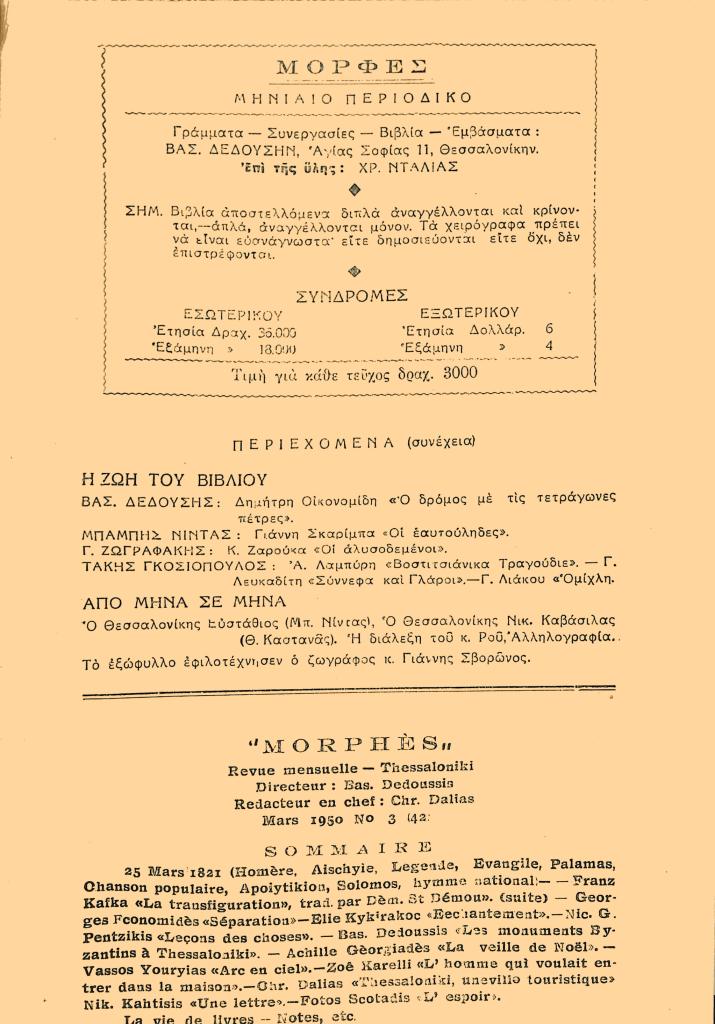 ΜΟΡΦΕΣ
ΜΗΝΙΑΙΟ ΠΕΡΙΟΔΙΚΟ
Γράμματα — Συνεργασίες — Βιβλία — Ἐμβάσματα :
ΒΑΣ. ΔΕΔΟΥΣΗΝ, Ἁγίας Σοφίας 11, Θεσσαλονίκην.
Ἐπὶ τῆς ὕλης : ΧΡ. ΝΤΑΛΙΑΣ
ΣΗΜ. Βιβλία ἀποστελλόμενα διπλὰ ἀναγγέλλονται καὶ κρίνον-
ται,—ἁπλά, ἀναγγέλλονται μόνον. Τὰ χειρόγραφα πρέπει
νὰ εἶναι εὐανάγνωστα· εἴτε δημοσιεύονται εἴτε ὄχι, δὲν
ἐπιστρέφονται.
ΣΥΝΔΡΟΜΕΣ
ΕΣΩΤΕΡΙΚΟΥ ΕΞΩΤΕΡΙΚΟΥ
Ἐτησία Δραχ. 36.000 Ἐτησία Δολλάρ. 6
Ἑξάμηνη » 18.000 Ἑξάμηνη » 4
Τιμὴ γιὰ κάθε τεῦχος δραχ. 3000
ΠΕΡΙΕΧΟΜΕΝΑ (συνέχεια)
Η ΖΩΗ ΤΟΥ ΒΙΒΛΙΟΥ
ΒΑΣ. ΔΕΔΟΥΣΗΣ : Δημήτρη Οἰκονομίδη «Ὁ δρόμος μὲ τὶς τετράγωνες
πέτρες».
ΜΠΑΜΠΗΣ ΝΙΝΤΑΣ : Γιάννη Σκαρίμπα «Οἱ ἑαυτούληδες».
Γ. ΖΩΓΡΑΦΑΚΗΣ : Κ. Ζαρούκα «Οἱ ἁλυσοδεμένοι».
ΤΑΚΗΣ ΓΚΟΣΙΟΠΟΥΛΟΣ : Ἀ. Λαμπύρη «Βοστιτσιάνικα Τραγούδια». — Γ.
Λευκαδίτη «Σύννεφα καὶ Γλάροι».—Γ. Λιάκου «Ὁμίχλη.
ΑΠΟ ΜΗΝΑ ΣΕ ΜΗΝΑ
Ὁ Θεσσαλονίκης Εὐστάθιος (Μπ. Νίντας), Ὁ Θεσσαλονίκης Νικ. Καβάσιλας
(Θ. Καστανᾶς). Ἡ διάλεξη τοῦ κ. Ροῦ, Ἀλληλογραφία..
Τὸ ἐξώφυλλο ἐφιλοτέχνησεν ὁ ζωγράφος κ. Γιάννης Σβορῶνος.
"MORPHÈS„
Revue mensuelle — Thessaloniki
Directeur : Bas. Dedoussis
Redacteur en chef : Chr. Dalias
Mars 1950 No 3 (42)
SOMMAIRE
25 Mars 1821 (Homère, Aischyle, Legende, Evangile, Palamas,
Chanson populaire, Apolytikion, Solomos, hymme national)— — Franz
Kafka «La transfiguration», trad. par Dèm. St Démou». (suite) — Geor-
ges Fconomidès «Séparation»—Elie Kykirakoc «Eechantement».—Nic. G.
Pentzikis «Leçons des choses». — Bas. Dedoussis «Les monuments By-
zantins à Thessaloniki». — Achille Gèorgiadès «La veille de Noël». —
Vassos Youryias «Arc en ciel».—Zoè Karelli «L' homme qui voulait en-
trer dans la maison».—Chr. Dalias «Thessaloniki, uneville touristique»
Nik. Kahtisis «Une lettre».—Fotos Scotadis «L' espoir».
La vie de livres — Notes, etc.